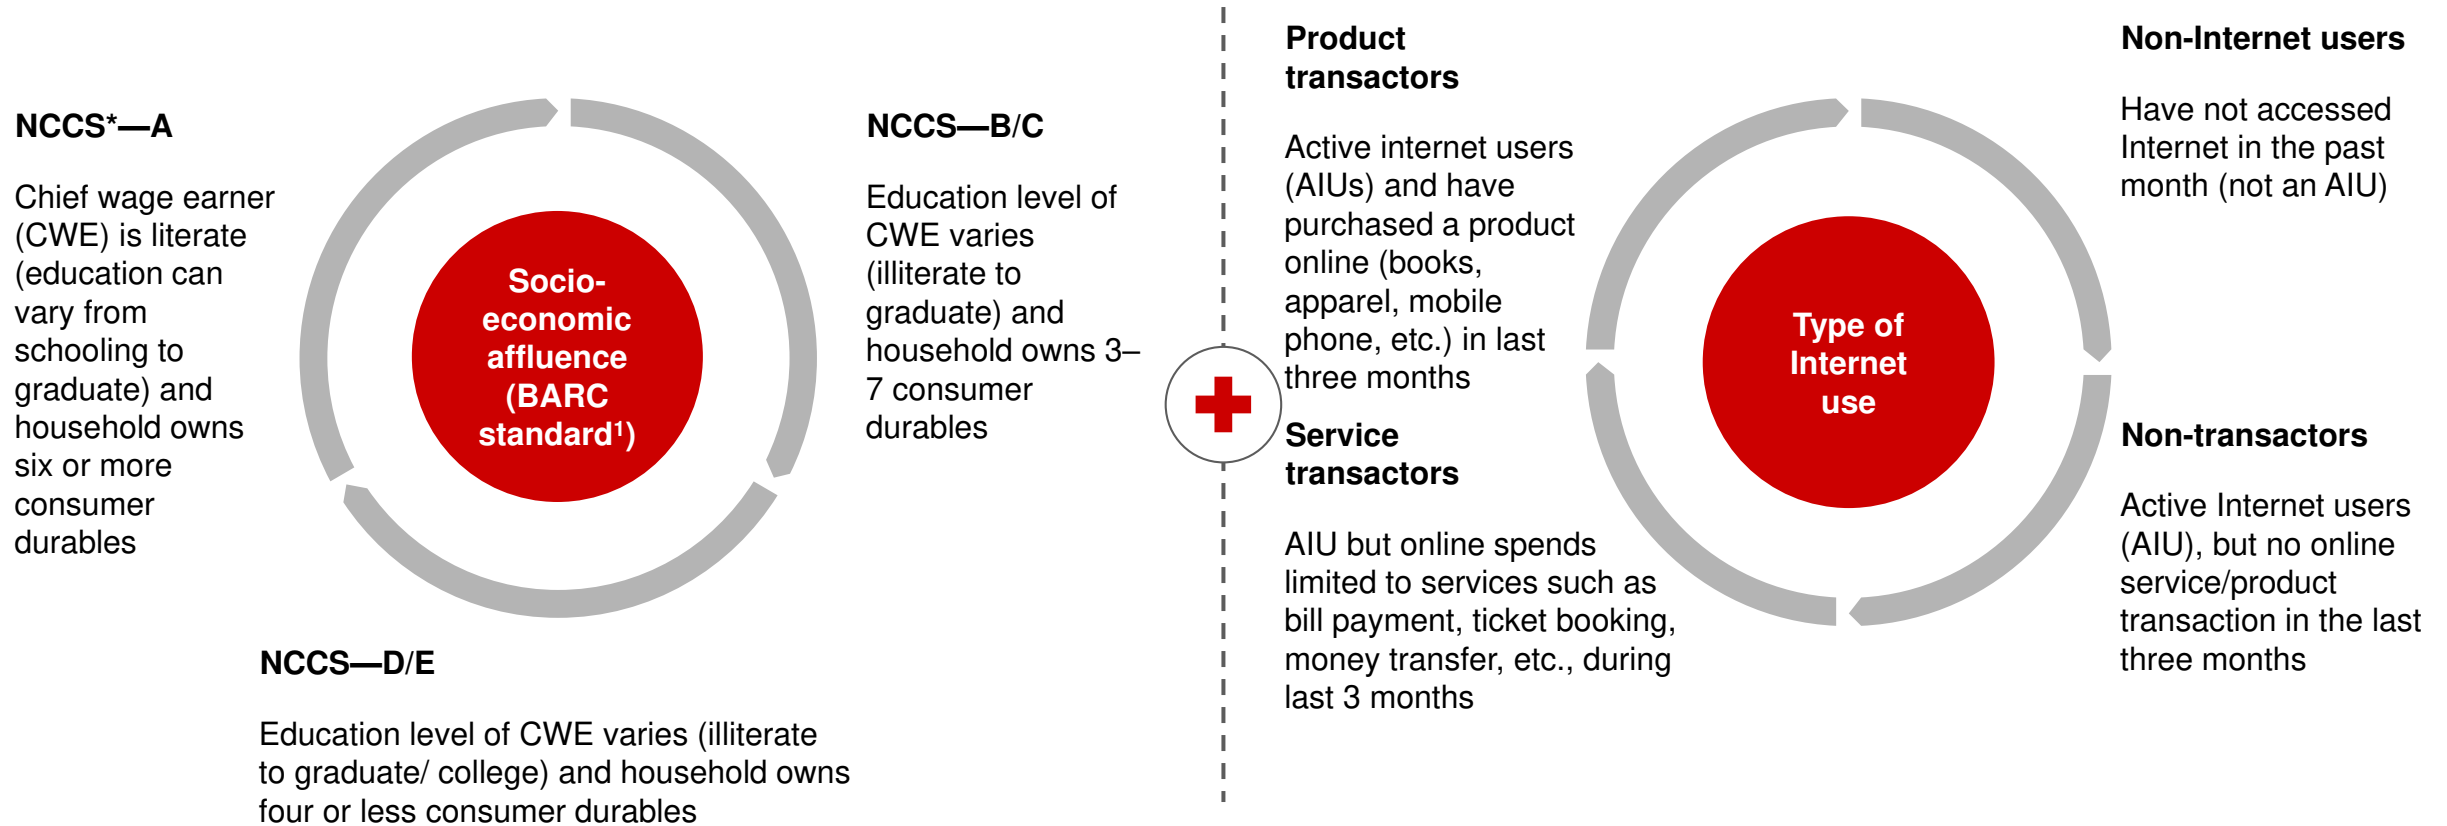 NCCS*—A
Chief wage earner
(CWE) is literate
(education can
vary from
schooling to
graduate) and
household owns
six or more
consumer
durables
Socio-
economic
affluence
(BARC
standard¹)
NCCS—B/C
Education level of
CWE varies
(illiterate to
graduate) and
household owns 3–
7 consumer
durables
NCCS—D/E
Education level of CWE varies (illiterate
to graduate/ college) and household owns
four or less consumer durables
Product
transactors
Active internet users
(AIUs) and have
purchased a product
online (books,
apparel, mobile
phone, etc.) in last
three months
Service
transactors
AIU but online spends
limited to services such as
bill payment, ticket booking,
money transfer, etc., during
last 3 months
Type of
Internet
use
Non-Internet users
Have not accessed
Internet in the past
month (not an AIU)
Non-transactors
Active Internet users
(AIU), but no online
service/product
transaction in the last
three months